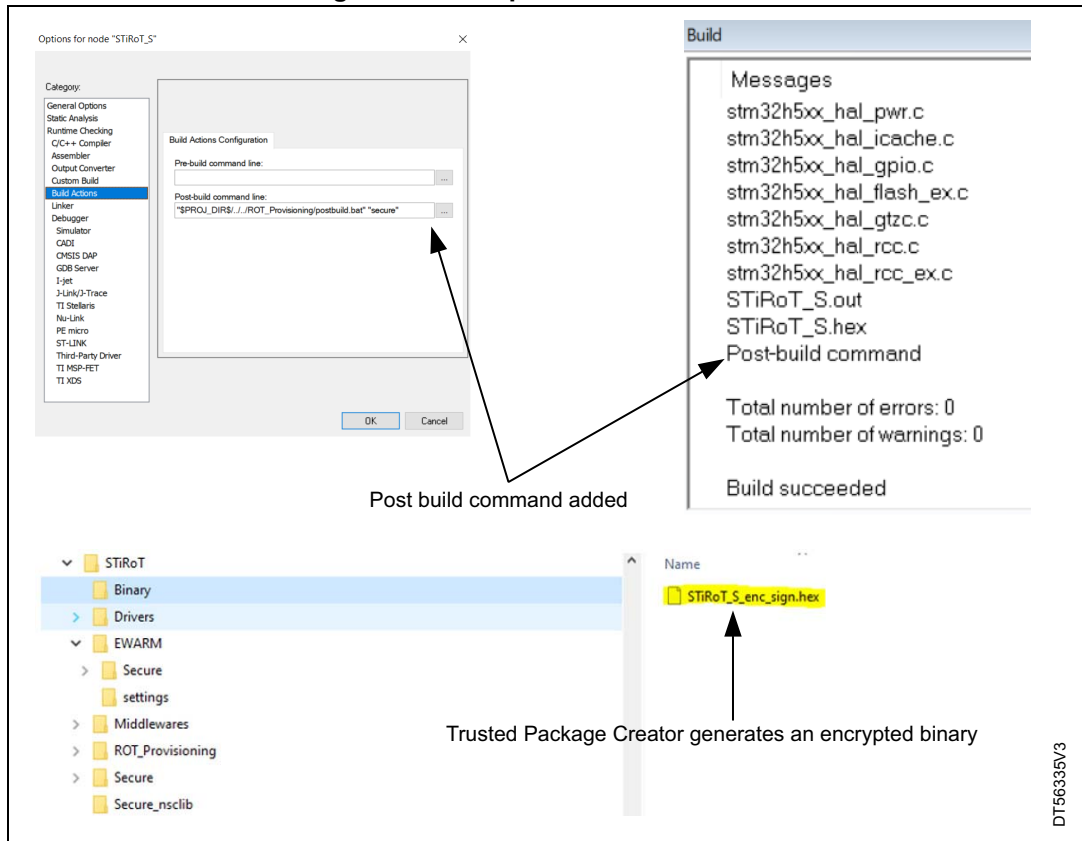 Options for node "STiRoT_S"
Category:
General Options
Static Analysis
Runtime Checking
C/C++ Compiler
Assembler
Output Converter
Custom Build
Build Actions
Linker
Debugger
Simulator
CADI
CMSIS DAP
GDB Server
I-jet
J-Link/J-Trace
TI Stellaris
Nu-Link
PE micro
ST-LINK
Third-Party Driver
TI MSP-FET
TI XDS
Build Actions Configuration
Pre-build command line:
...
Post-build command line:
"$PROJ_DIR$/../../ROT_Provisioning/postbuild.bat" "secure"
...
OK Cancel
Build
Messages
stm32h5xx_hal_pwr.c
stm32h5xx_hal_icache.c
stm32h5xx_hal_gpio.c
stm32h5xx_hal_flash_ex.c
stm32h5xx_hal_gtzc.c
stm32h5xx_hal_rcc.c
stm32h5xx_hal_rcc_ex.c
STiRoT_S.out
STiRoT_S.hex
Post-build command
Total number of errors: 0
Total number of warnings: 0
Build succeeded
Post build command added
STiRoT
Binary
Drivers
EWARM
Secure
settings
Middlewares
ROT_Provisioning
Secure
Secure_nsclib
Name
STiRoT_S_enc_sign.hex
Trusted Package Creator generates an encrypted binary
DT56335V3